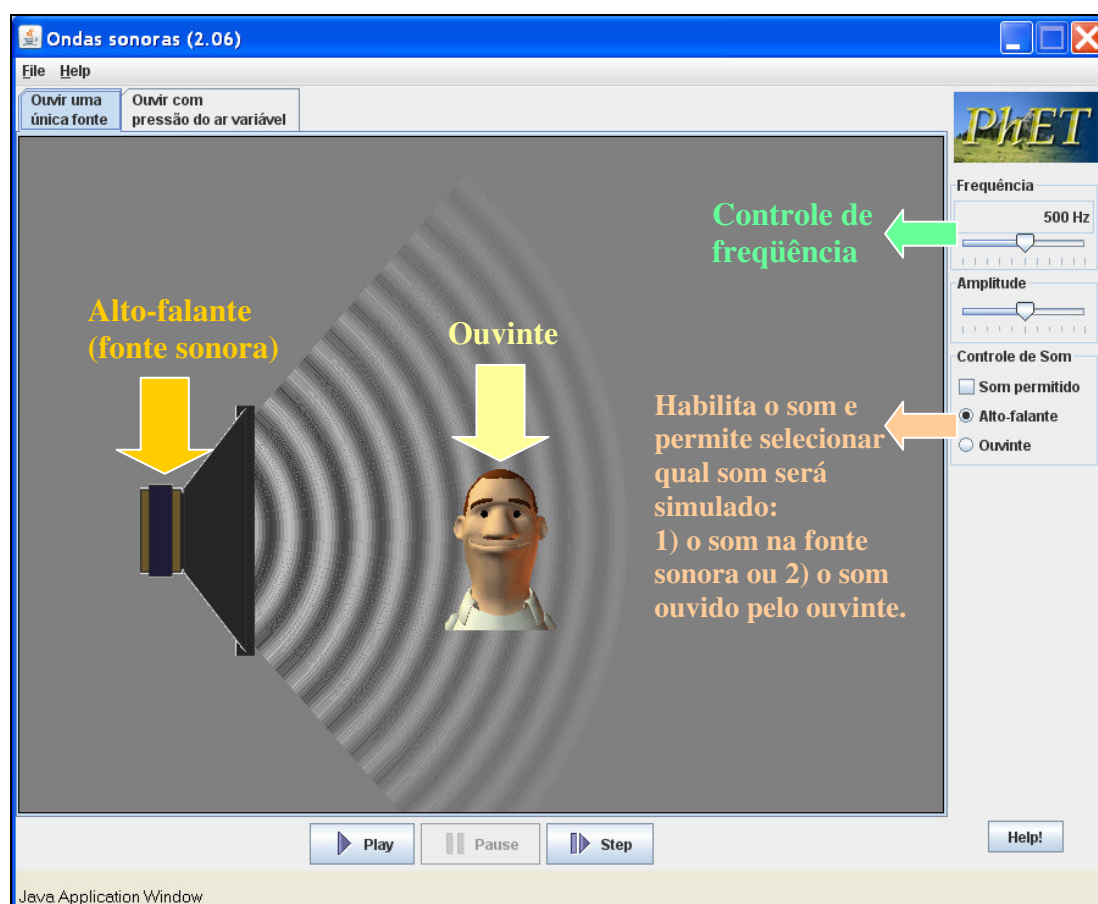 Ondas sonoras (2.06)
File Help
Ouvir uma
única fonte
Ouvir com
pressão do ar variável
PhET
Frequência
500 Hz
Amplitude
Controle de Som
Som permitido
Alto-falante
Ouvinte
Controle de
freqüência
Alto-falante
(fonte sonora)
Ouvinte
Habilita o som e
permite selecionar
qual som será
simulado:
1) o som na fonte
sonora ou 2) o som
ouvido pelo ouvinte.
Play
Pause
Step
Help!
Java Application Window